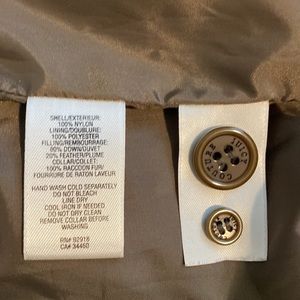 SHELL/EXTERIEUR:
100% NYLON
LINING/DOUBLURE:
100% POLYESTER
FILLING/REMBOURRAGE:
80% DOWN/DUVET
20% FEATHER/PLUME
COLLAR/COLLET:
100% RACCOON FUR/
FOURRURE DE RATON LAVEUR
HAND WASH COLD SEPARATELY
DO NOT BLEACH
LINE DRY
COOL IRON IF NEEDED
DO NOT DRY CLEAN
REMOVE COLLAR BEFORE
WASHING
RN# 92918
CA# 34460
JUICY
COUTURE